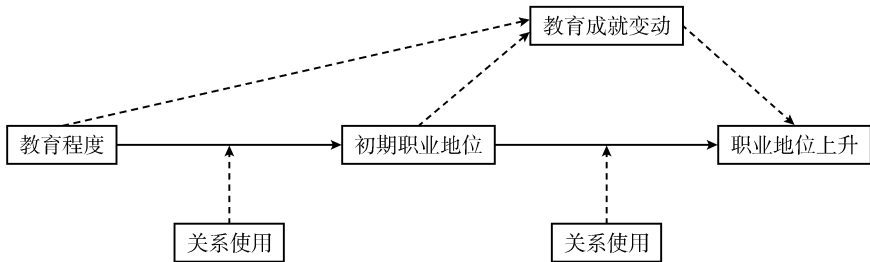 教育成就变动
教育程度
初期职业地位
职业地位上升
关系使用
关系使用